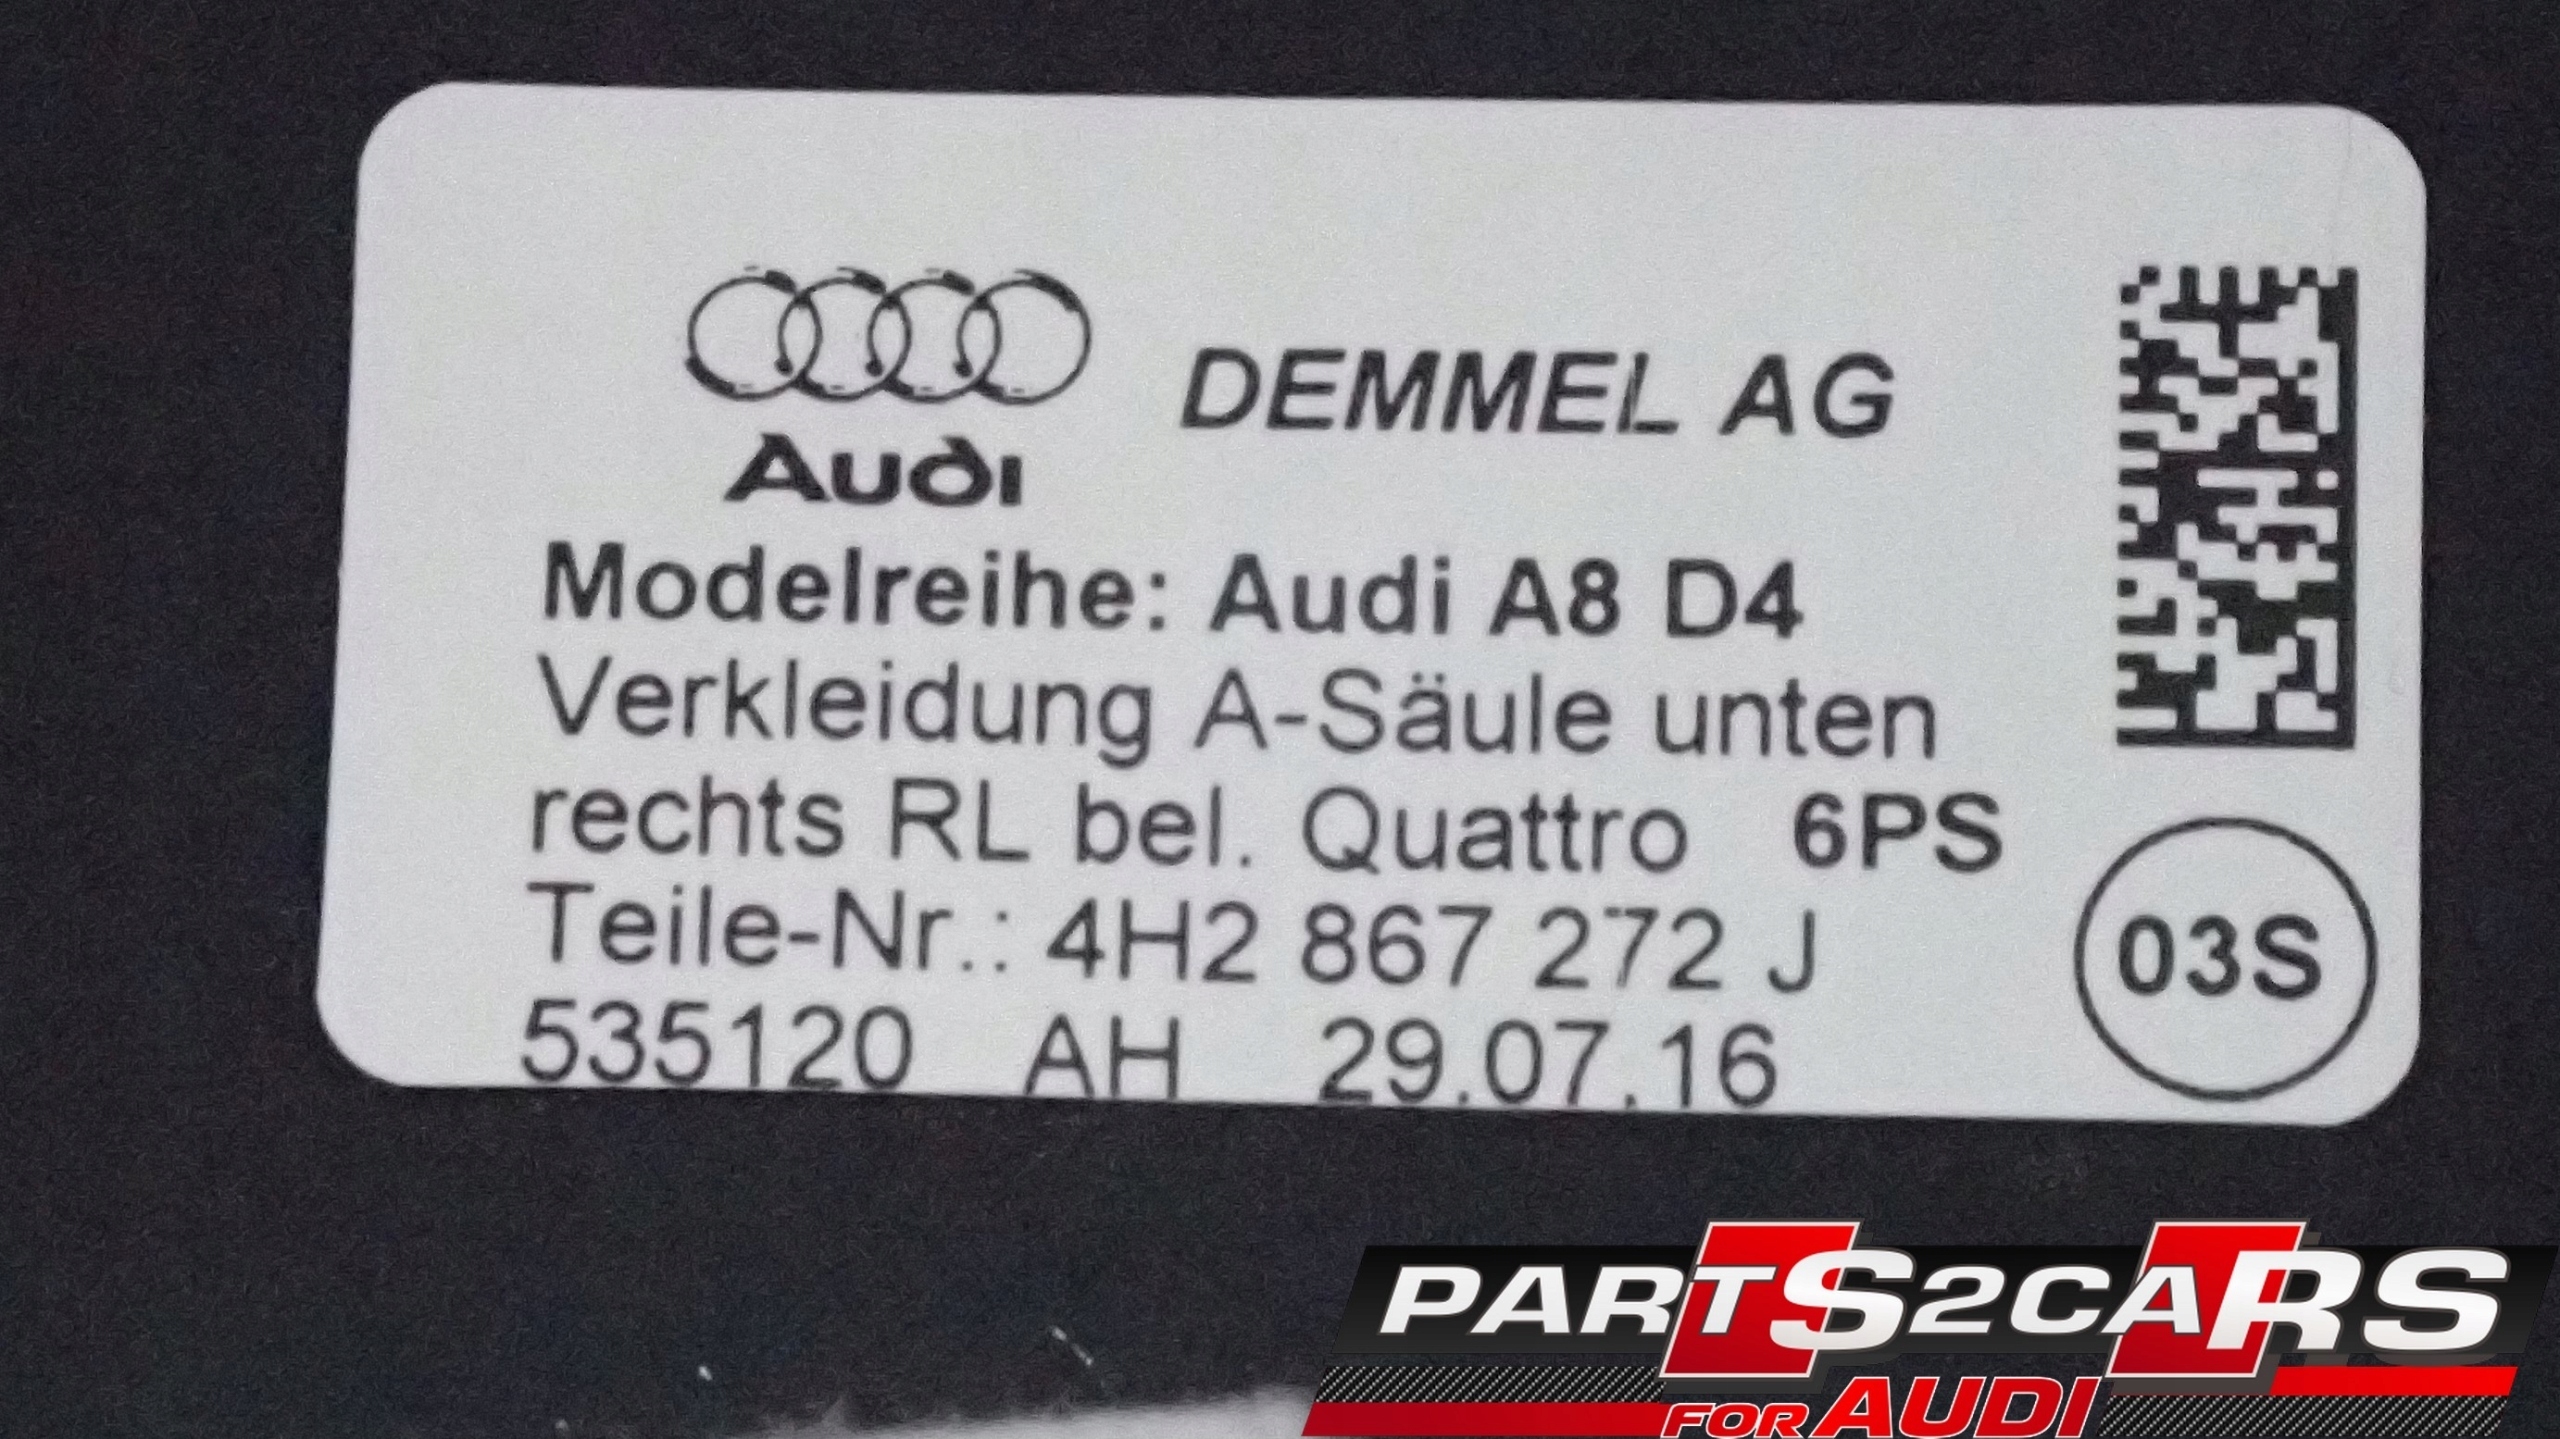 Audi
DEMMEL AG
Modelreihe: Audi A8 D4
Verkleidung A-Säule unten
rechts RL bel. Quattro 6PS
Teile-Nr.: 4H2 867 272 J
535120 AH 29.07.16
03S
PARTS2CARS
FOR AUDI